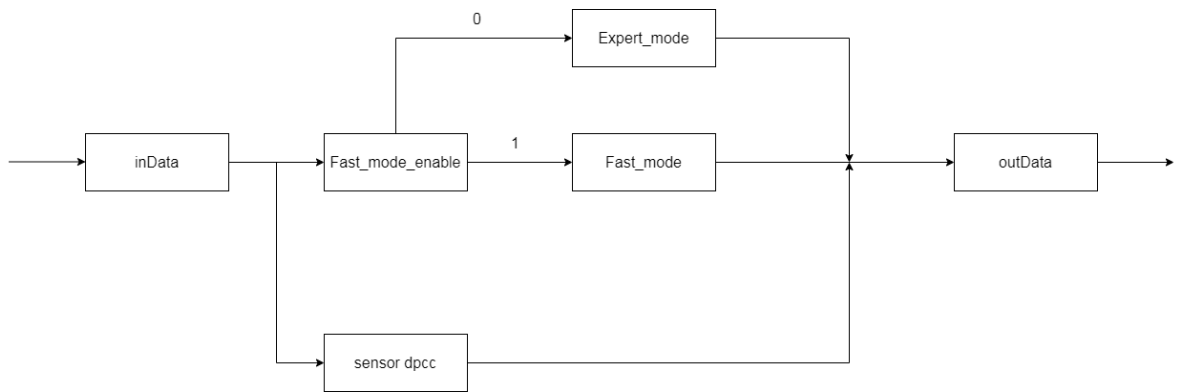 0
Expert_mode
inData
Fast_mode_enable
1
Fast_mode
outData
sensor dpcc